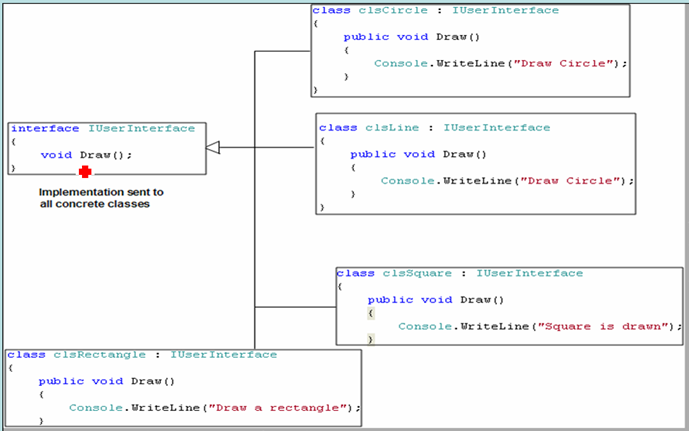 class clsCircle : IUserInterface
{
public void Draw()
{
Console.WriteLine("Draw Circle");
}
}
interface IUserInterface
{
void Draw();
}
Implementation sent to
all concrete classes
class clsLine : IUserInterface
{
public void Draw()
{
Console.WriteLine("Draw Circle");
}
}
class clsSquare : IUserInterface
{
public void Draw()
{
Console.WriteLine("Square is drawn");
}
class clsRectangle : IUserInterface
{
public void Draw()
{
Console.WriteLine("Draw a rectangle");
}